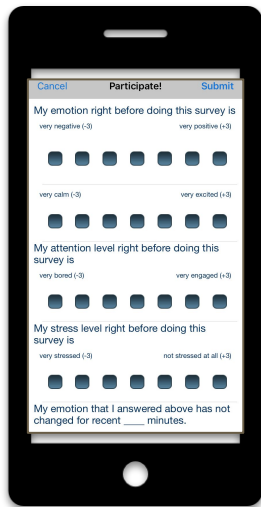 Cancel Participate! Submit
My emotion right before doing this survey is
very negative (-3) very positive (+3)
very calm (-3) very excited (+3)
My attention level right before doing this
survey is
very bored (-3) very engaged (+3)
My stress level right before doing this
survey is
very stressed (-3) not stressed at all (+3)
My emotion that I answered above has not
changed for recent ____ minutes.